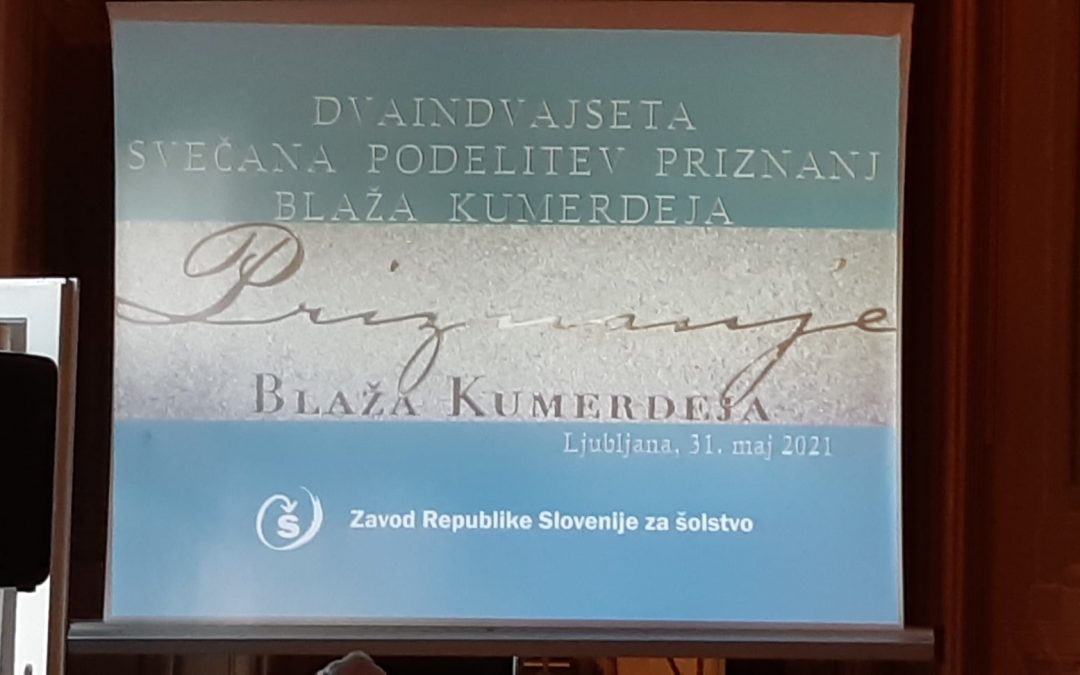 DVAINDVAJSETA
SVEČANA PODELITEV PRIZNANJ
BLAŽA KUMERDEJA
Priznanje
BLAŽA KUMERDEJA
Ljubljana, 31. maj 2021
š
Zavod Republike Slovenije za šolstvo